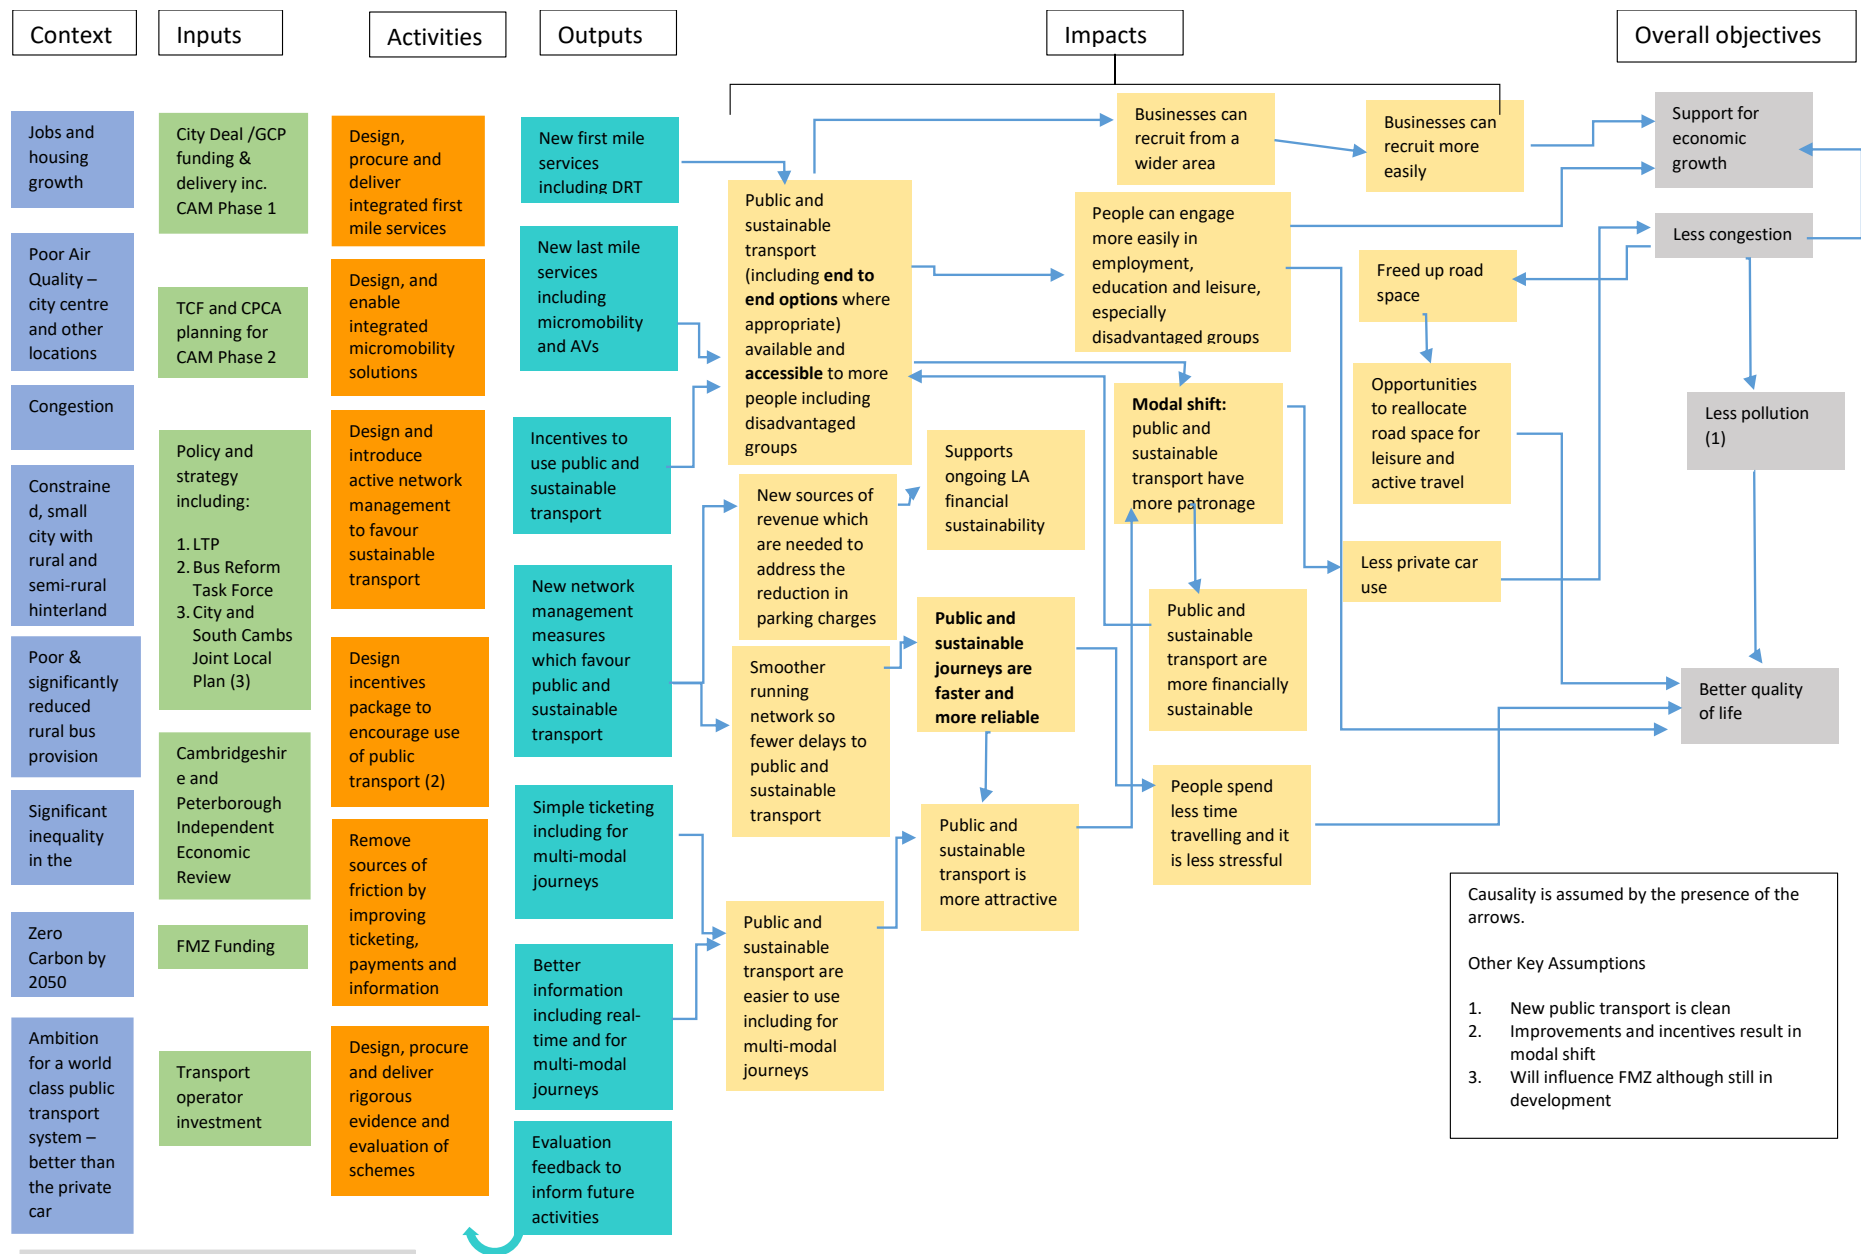 Context
Inputs
Activities
Outputs
Impacts
Overall objectives
Jobs and
housing
growth
Poor Air
Quality –
city centre
and other
locations
Congestion
Constraine
d, small
city with
rural and
semi-rural
hinterland
Poor &
significantly
reduced
rural bus
provision
Significant
inequality
in the
Zero
Carbon by
2050
Ambition
for a world
class public
transport
system –
better than
the private
car
City Deal /GCP
funding &
delivery inc.
CAM Phase 1
TCF and CPCA
planning for
CAM Phase 2
Policy and
strategy
including:
1. LTP
2. Bus Reform
Task Force
3. City and
South Cambs
Joint Local
Plan (3)
Cambridgeshir
e and
Peterborough
Independent
Economic
Review
FMZ Funding
Transport
operator
investment
Design,
procure and
deliver
integrated first
mile services
Design, and
enable
integrated
micromobility
solutions
Design and
introduce
active network
management
to favour
sustainable
transport
Design
incentives
package to
encourage use
of public
transport (2)
Remove
sources of
friction by
improving
ticketing,
payments and
information
Design, procure
and deliver
rigorous
evidence and
evaluation of
schemes
New first mile
services
including DRT
New last mile
services
including
micromobility
and AVs
Incentives to
use public and
sustainable
transport
New network
management
measures
which favour
public and
sustainable
transport
Simple ticketing
including for
multi-modal
journeys
Better
information
including real-
time and for
multi-modal
journeys
Evaluation
feedback to
inform future
activities
Public and
sustainable
transport
(including end to
end options where
appropriate)
available and
accessible to more
people including
disadvantaged
groups
New sources of
revenue which
are needed to
address the
reduction in
parking charges
Smoother
running
network so
fewer delays to
public and
sustainable
transport
Public and
sustainable
transport are
easier to use
including for
multi-modal
journeys
Supports
ongoing LA
financial
sustainability
Public and
sustainable
journeys are
faster and
more reliable
Public and
sustainable
transport is
more attractive
Businesses can
recruit from a
wider area
People can engage
more easily in
employment,
education and leisure,
especially
disadvantaged groups
Modal shift:
public and
sustainable
transport have
more patronage
Public and
sustainable
transport are
more financially
sustainable
People spend
less time
travelling and it
is less stressful
Businesses can
recruit more
easily
Freed up road
space
Opportunities
to reallocate
road space for
leisure and
active travel
Less private car
use
Support for
economic
growth
Less congestion
Less pollution
(1)
Better quality
of life
Causality is assumed by the presence of the
arrows.
Other Key Assumptions
1. New public transport is clean
2. Improvements and incentives result in
modal shift
3. Will influence FMZ although still in
development